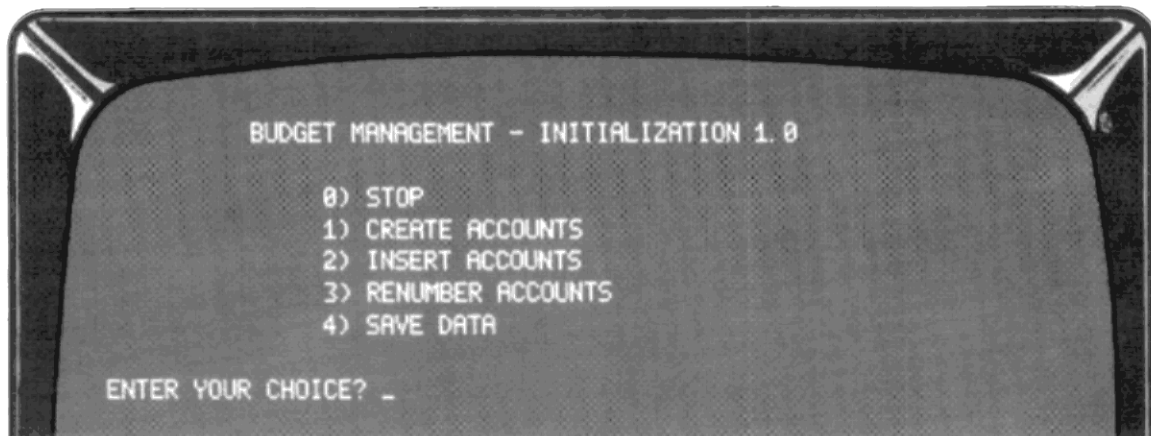 BUDGET MANAGEMENT - INITIALIZATION 1.0
0) STOP
1) CREATE ACCOUNTS
2) INSERT ACCOUNTS
3) RENUMBER ACCOUNTS
4) SAVE DATA
ENTER YOUR CHOICE? _